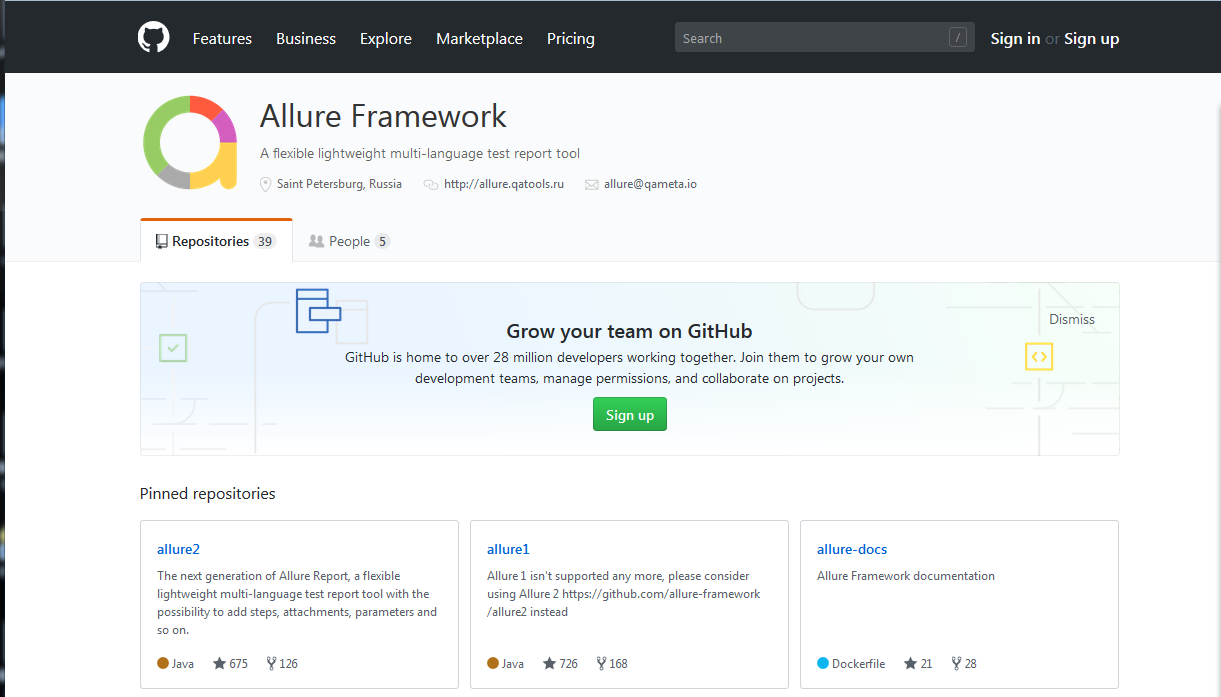 Features Business Explore Marketplace Pricing Search / Sign in or Sign up
Allure Framework
A flexible lightweight multi-language test report tool
Saint Petersburg, Russia http://allure.qatools.ru allure@qameta.io
Repositories 39 People 5
Dismiss
Grow your team on GitHub
GitHub is home to over 28 million developers working together. Join them to grow your own
development teams, manage permissions, and collaborate on projects.
Sign up
Pinned repositories
allure2
The next generation of Allure Report, a flexible
lightweight multi-language test report tool with the
possibility to add steps, attachments, parameters and
so on.
Java 675 126
allure1
Allure 1 isn't supported any more, please consider
using Allure 2 https://github.com/allure-framework
/allure2 instead
Java 726 168
allure-docs
Allure Framework documentation
Dockerfile 21 28